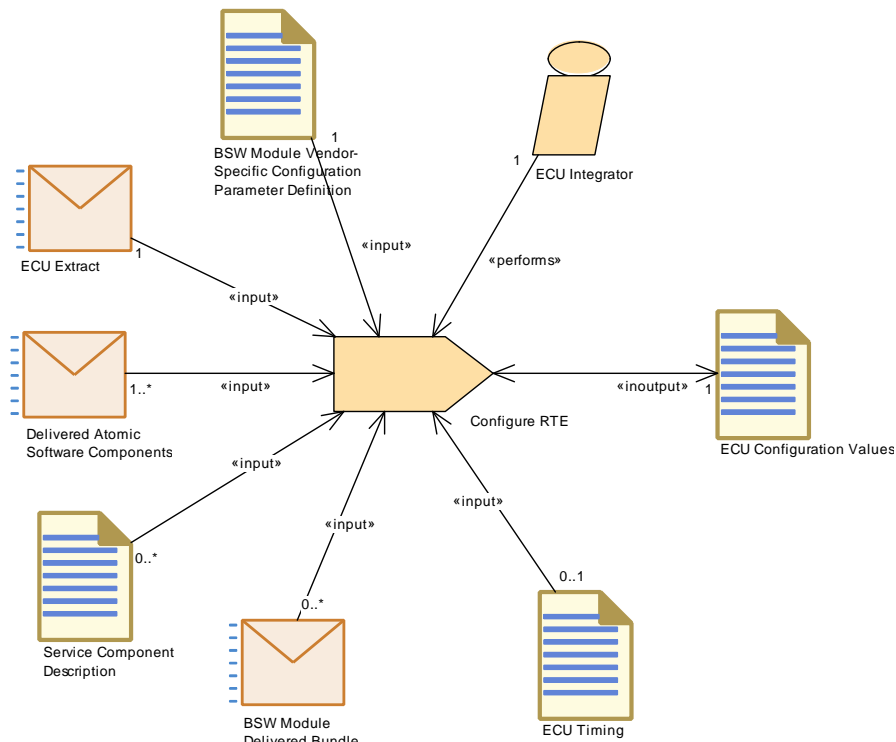 1
BSW Module Vendor-
Specific Configuration
Parameter Definition
1
ECU Integrator
1
ECU Extract
«input»
«performs»
«input»
1..*
«input»
Delivered Atomic
Software Components
Configure RTE
«inoutput»
1
ECU Configuration Values
«input»
«input»
«input»
0..*
Service Component
Description
0..*
0..1
BSW Module
Delivered Bundle
ECU Timing